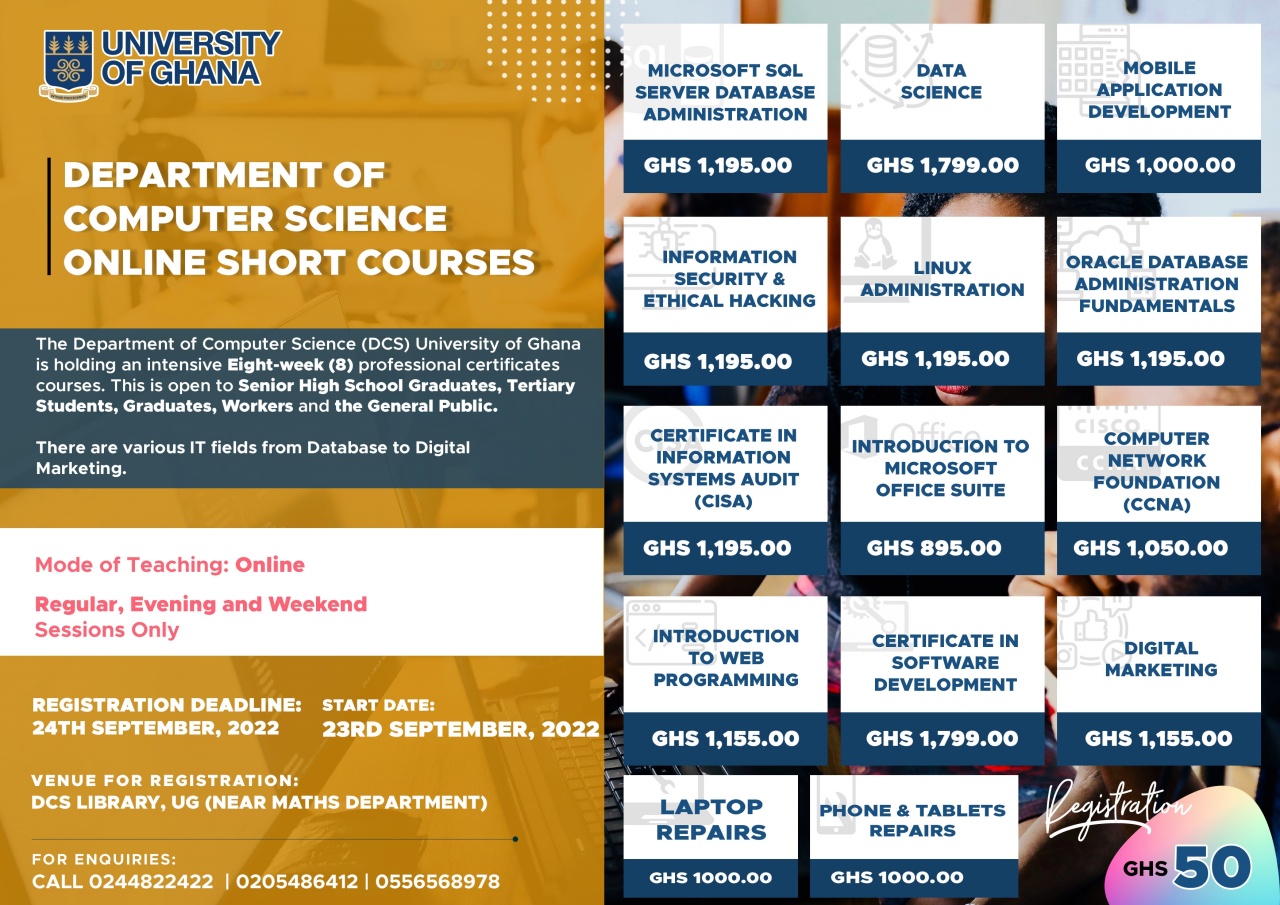 UNIVERSITY
OF GHANA
DEPARTMENT OF
COMPUTER SCIENCE
ONLINE SHORT COURSES
The Department of Computer Science (DCS) University of Ghana
is holding an intensive Eight-week (8) professional certificates
courses. This is open to Senior High School Graduates, Tertiary
Students, Graduates, Workers and the General Public.
There are various IT fields from Database to Digital
Marketing.
Mode of Teaching: Online
Regular, Evening and Weekend
Sessions Only
REGISTRATION DEADLINE:
24TH SEPTEMBER, 2022
START DATE:
23RD SEPTEMBER, 2022
VENUE FOR REGISTRATION:
DCS LIBRARY, UG (NEAR MATHS DEPARTMENT)
FOR ENQUIRIES:
CALL 0244822422 | 0205486412 | 0556568978
SQL
MICROSOFT SQL
SERVER DATABASE
ADMINISTRATION
GHS 1,195.00
DATA
SCIENCE
GHS 1,799.00
MOBILE
APPLICATION
DEVELOPMENT
GHS 1,000.00
INFORMATION
SECURITY &
ETHICAL HACKING
GHS 1,195.00
LINUX
ADMINISTRATION
GHS 1,195.00
ORACLE DATABASE
ADMINISTRATION
FUNDAMENTALS
GHS 1,195.00
CERTIFICATE IN
INFORMATION
SYSTEMS AUDIT
(CISA)
GHS 1,195.00
Office
INTRODUCTION TO
MICROSOFT
OFFICE SUITE
GHS 895.00
CISCO
CCNA
COMPUTER
NETWORK
FOUNDATION
(CCNA)
GHS 1,050.00
INTRODUCTION
TO WEB
PROGRAMMING
GHS 1,155.00
CERTIFICATE IN
SOFTWARE
DEVELOPMENT
GHS 1,799.00
DIGITAL
MARKETING
GHS 1,155.00
LAPTOP
REPAIRS
GHS 1000.00
PHONE & TABLETS
REPAIRS
GHS 1000.00
Registration
GHS 50